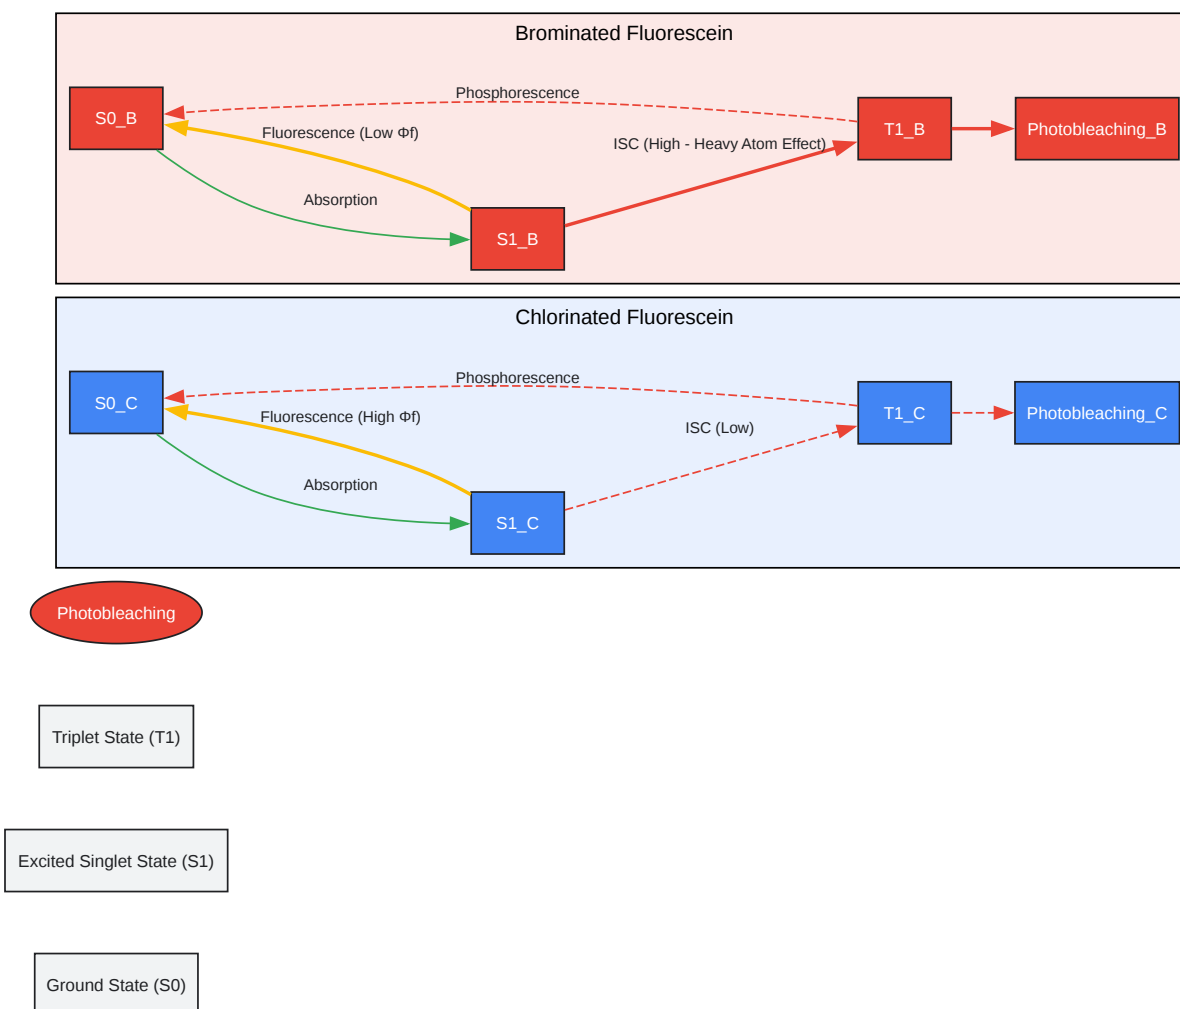 Brominated Fluorescein
Phosphorescence
S0_B
Fluorescence (Low Φf)
ISC (High - Heavy Atom Effect)
T1_B
Photobleaching_B
Absorption
S1_B
Chlorinated Fluorescein
Phosphorescence
S0_C
Fluorescence (High Φf)
ISC (Low)
T1_C
Photobleaching_C
Absorption
S1_C
Photobleaching
Triplet State (T1)
Excited Singlet State (S1)
Ground State (S0)